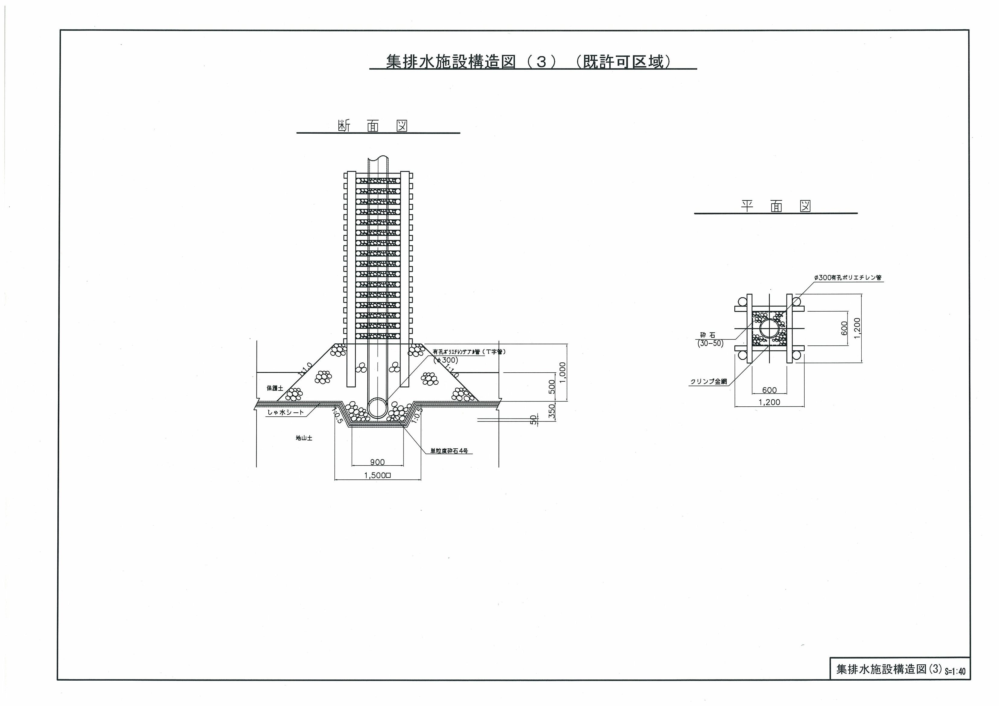 集排水施設構造図（３）（既許可区域）
断面図
平面図
φ300有孔ポリエチレン管
砕石
(30-50)
クリンプ金網
600
1,200
600
1,200
有孔ポリエチレンダブル管（T字管）
(φ300)
1:1.0
1:1.0
保護土
しゃ水シート
1:0.5
1:0.5
地山土
単粒度砕石4号
900
1,500□
1,000
500
350
50
集排水施設構造図(3) S=1:40